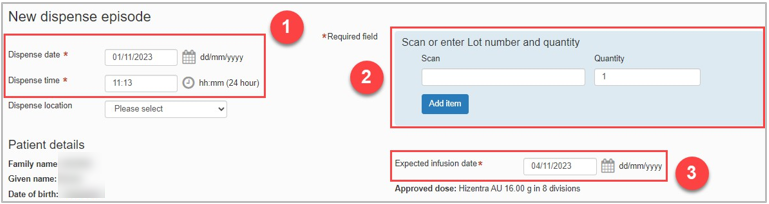 New dispense episode
1
*Required field
Dispense date * 01/11/2023 dd/mm/yyyy
Dispense time * 11:13 hh:mm (24 hour)
Dispense location Please select
2
Scan or enter Lot number and quantity
Scan Quantity
1
Add item
Patient details
Family name
Given name:
Date of birth:
Expected infusion date* 04/11/2023 dd/mm/yyyy
3
Approved dose: Hizentra AU 16.00 g in 8 divisions